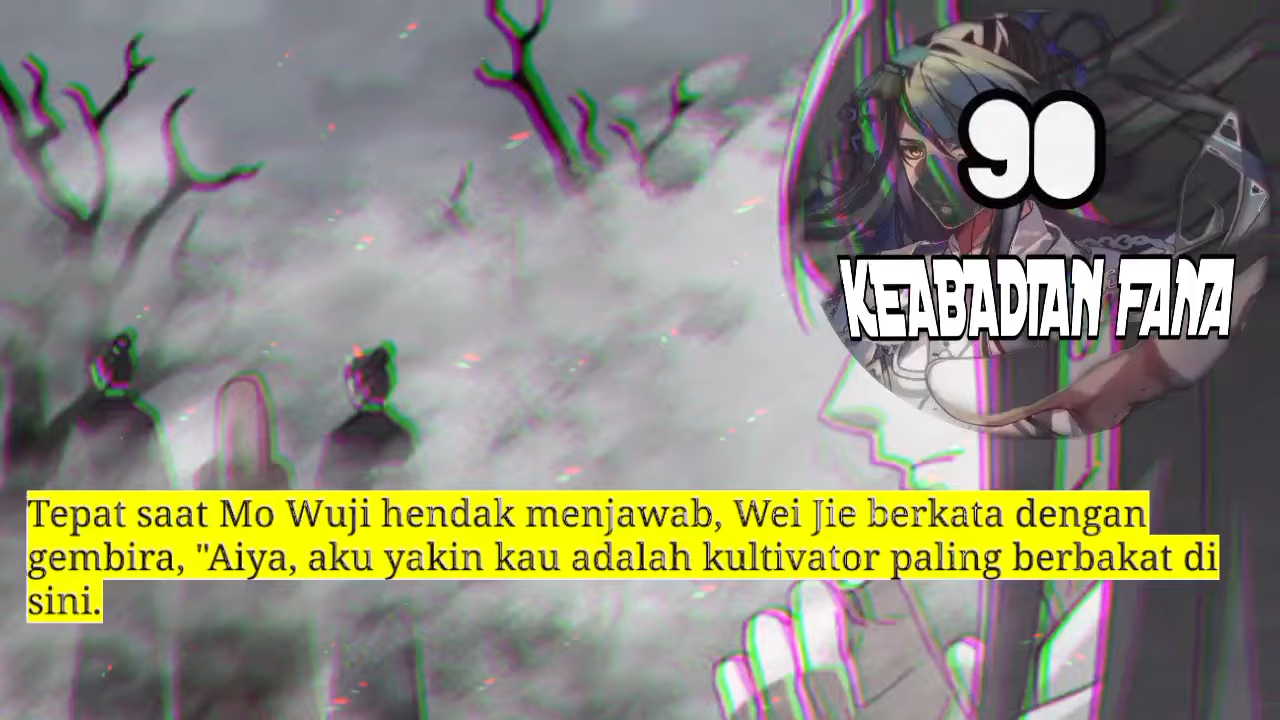 90
KEABADIAN FANA
Tepat saat Mo Wuji hendak menjawab, Wei Jie berkata dengan
gembira, "Aiya, aku yakin kau adalah kultivator paling berbakat di
sini.